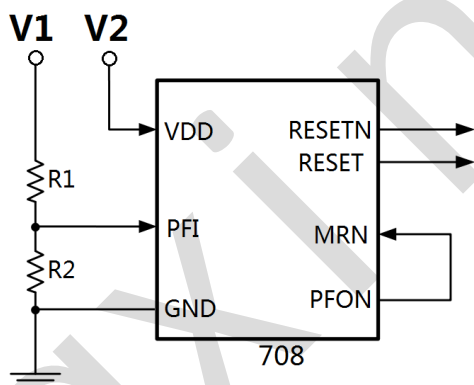 V1 V2
VDD
RESETN
RESET
R1
PFI
MRN
R2
PFON
GND
708